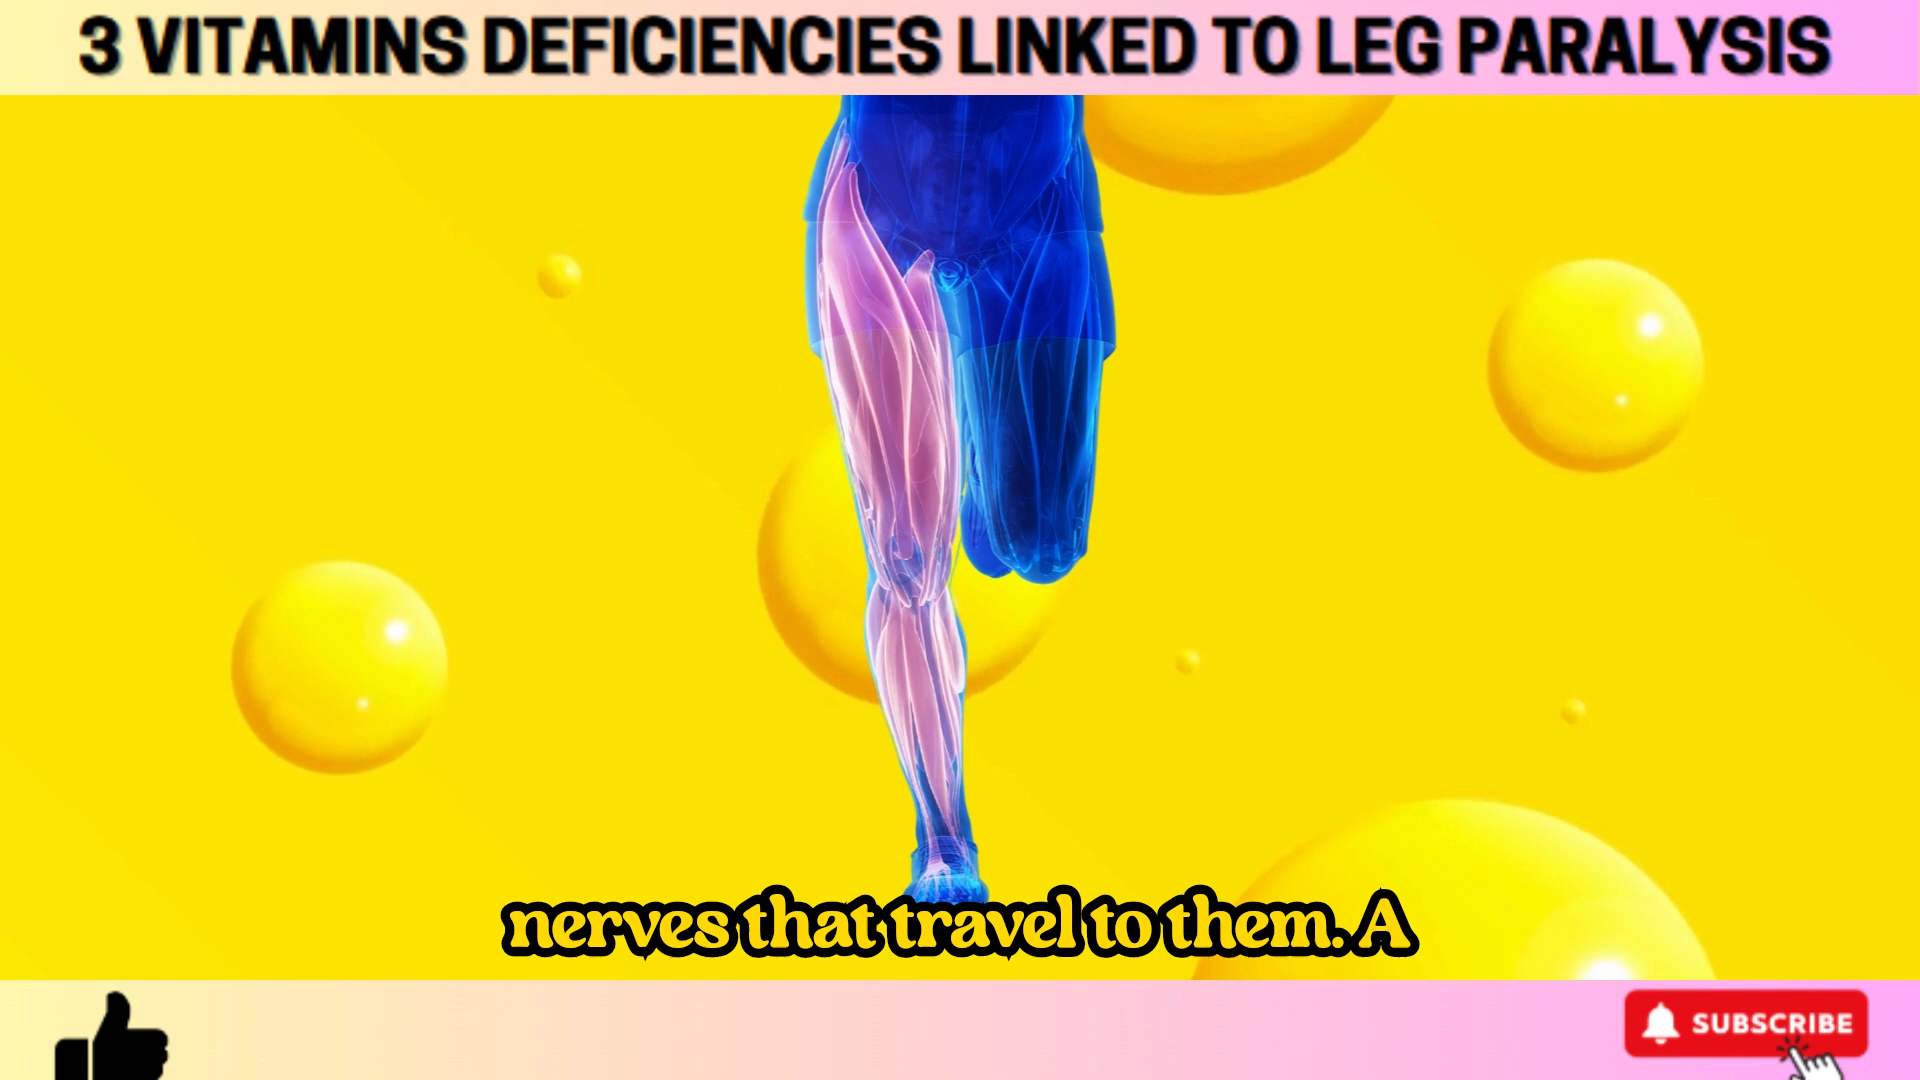 3 VITAMINS DEFICIENCIES LINKED TO LEG PARALYSIS
nerves that travel to them. A
SUBSCRIBE